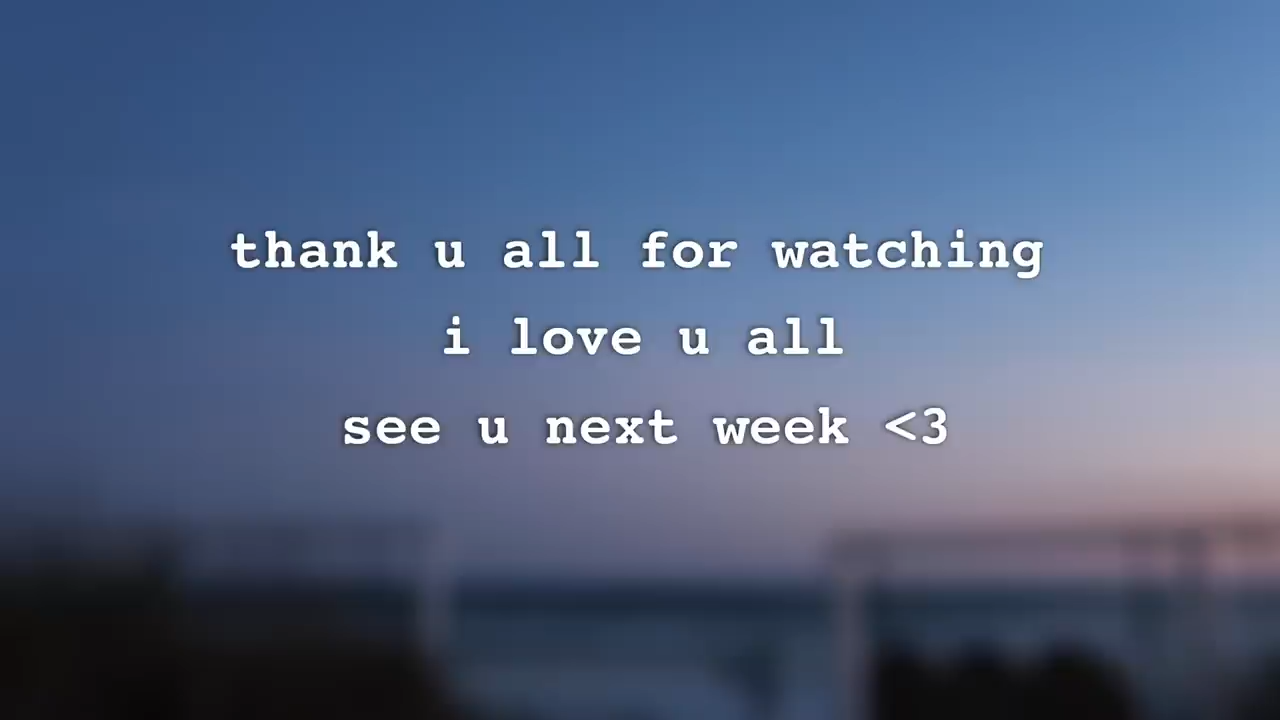 thank u all for watching
i love u all
see u next week <3